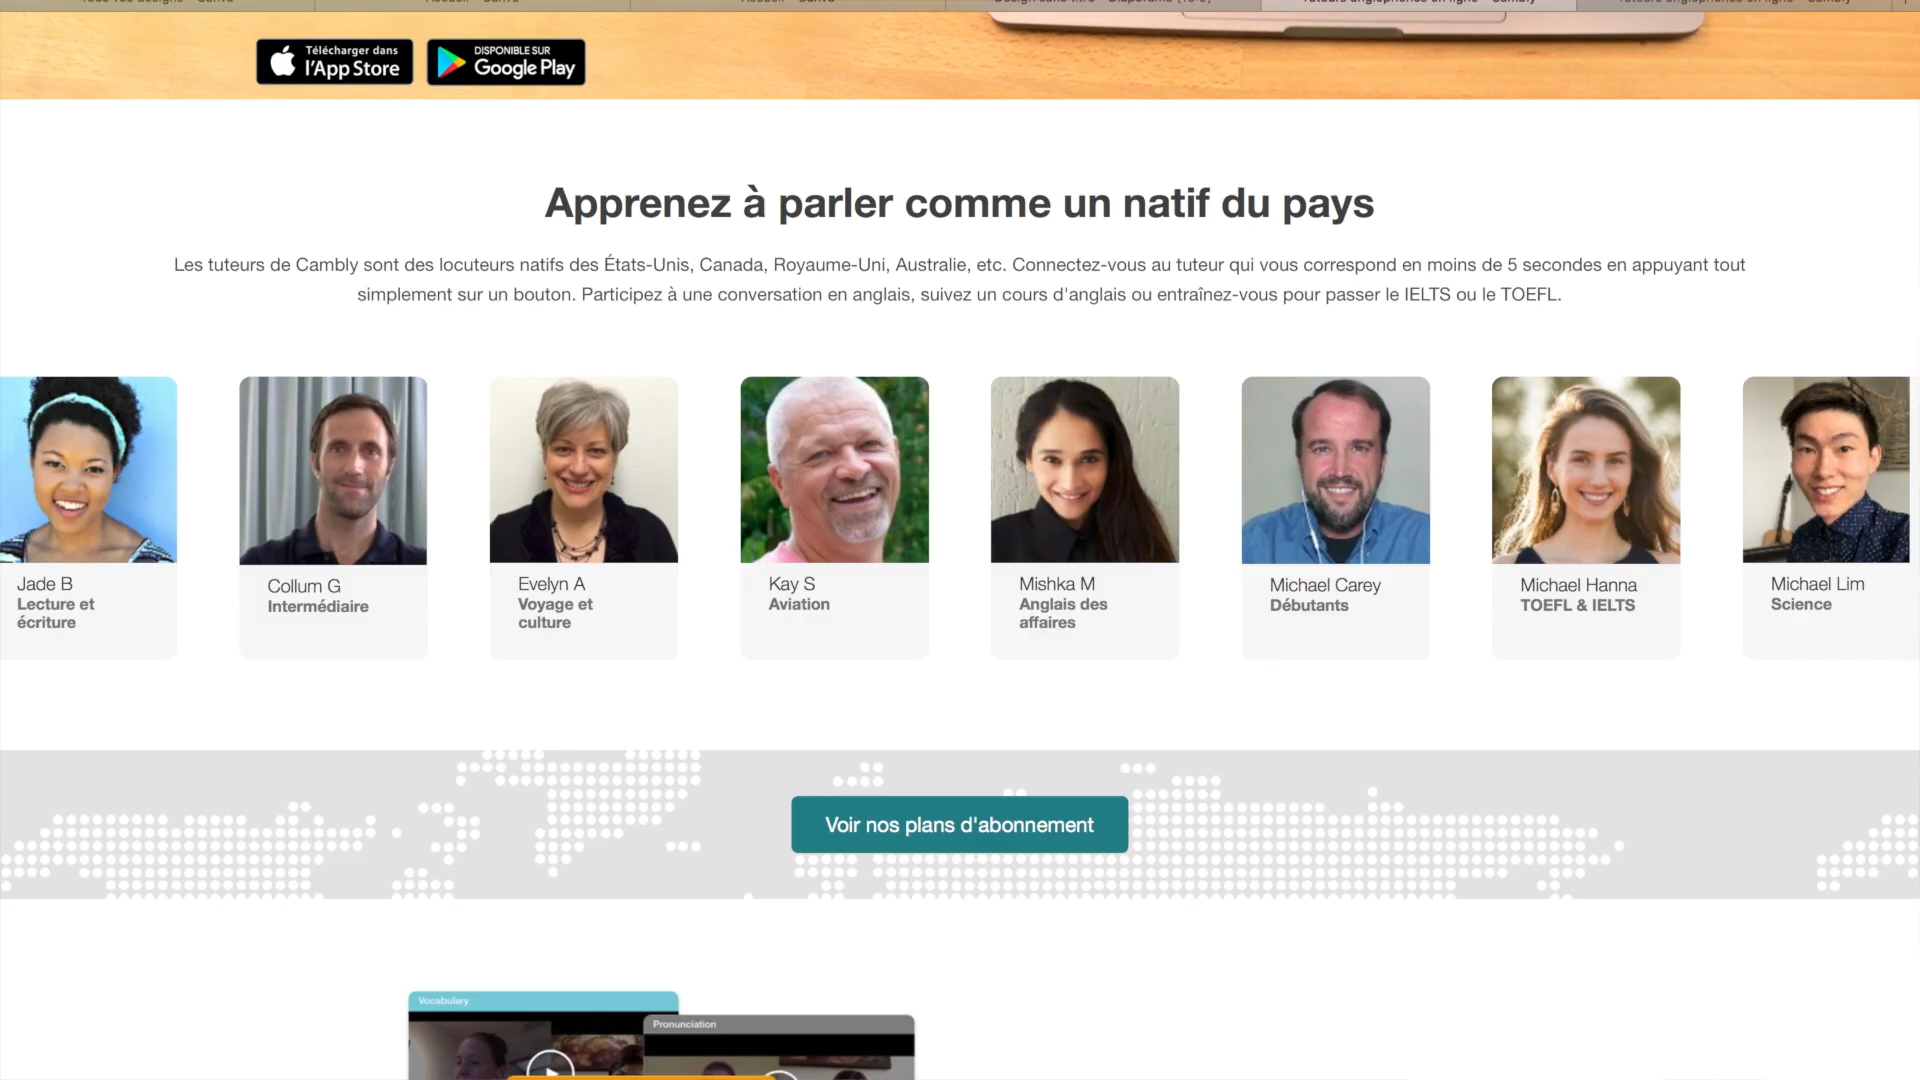 Télécharger dans
l'App Store
DISPONIBLE SUR
Google Play
Apprenez à parler comme un natif du pays
Les tuteurs de Cambly sont des locuteurs natifs des États-Unis, Canada, Royaume-Uni, Australie, etc. Connectez-vous au tuteur qui vous correspond en moins de 5 secondes en appuyant tout
simplement sur un bouton. Participez à une conversation en anglais, suivez un cours d'anglais ou entraînez-vous pour passer le IELTS ou le TOEFL.
Jade B
Lecture et
écriture
Collum G
Intermédiaire
Evelyn A
Voyage et
culture
Kay S
Aviation
Mishka M
Anglais des
affaires
Michael Carey
Débutants
Michael Hanna
TOEFL & IELTS
Michael Lim
Science
Voir nos plans d'abonnement
Vocabulary
Pronunciation